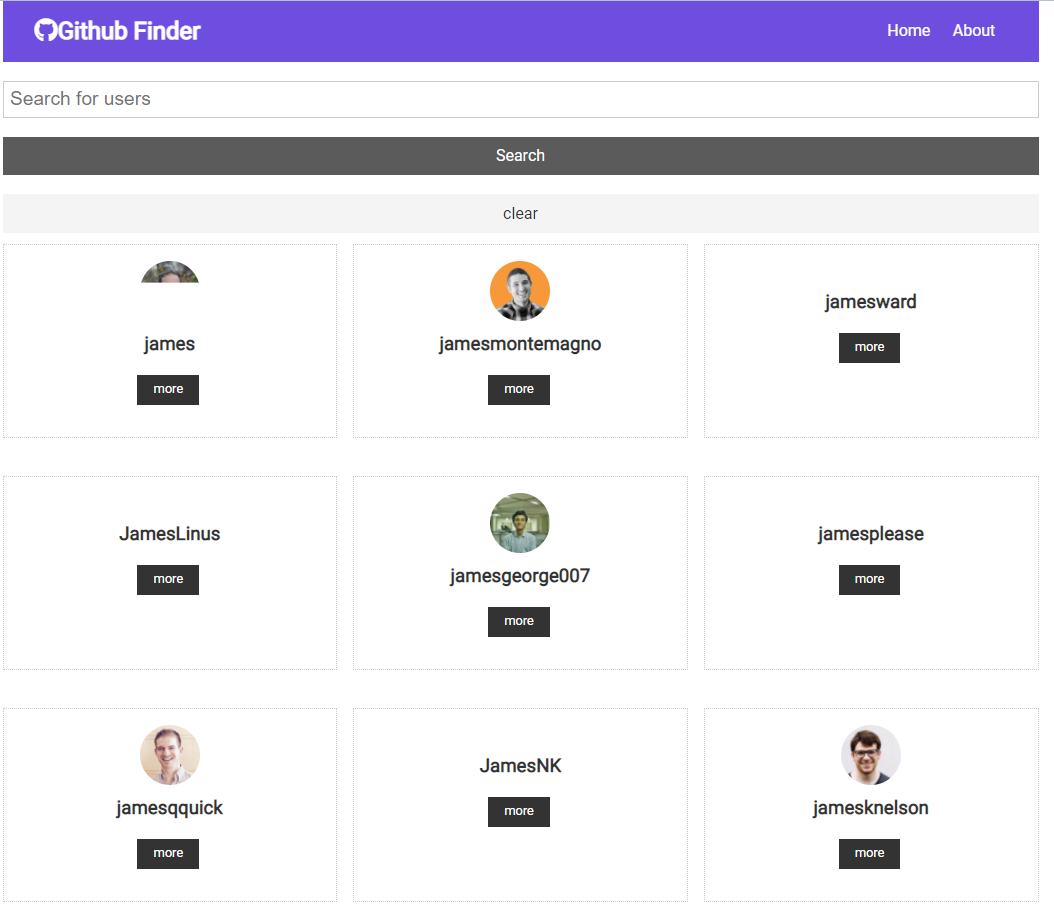 Github Finder
Home About
Search for users
Search
clear
james
more
jamesmontemagno
more
jamesward
more
JamesLinus
more
jamesgeorge007
more
jamesplease
more
jamesqquick
more
JamesNK
more
jamesknelson
more